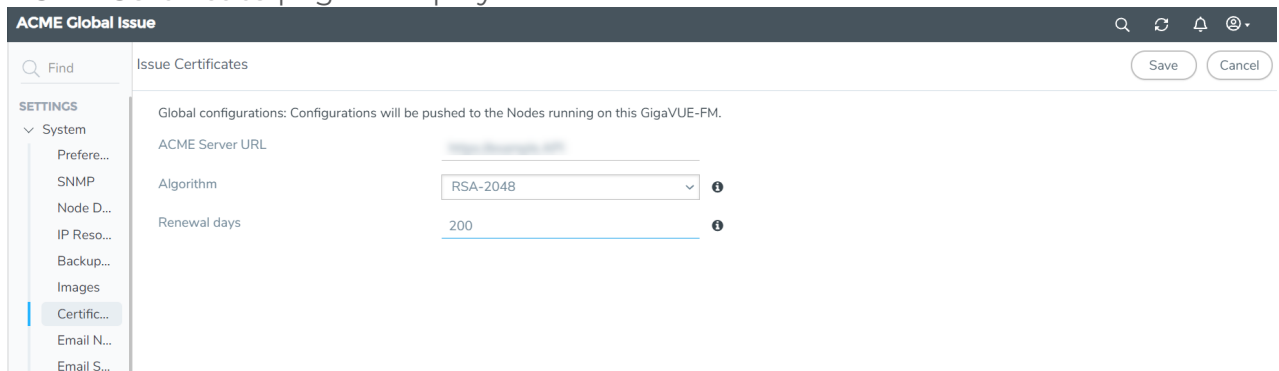 ACME Global Issue
Find
Issue Certificates
Save
Cancel
SETTINGS
System
Prefere...
SNMP
Node D...
IP Reso...
Backup...
Images
Certific...
Email N...
Email S...
Global configurations: Configurations will be pushed to the Nodes running on this GigaVUE-FM.
ACME Server URL
Algorithm
RSA-2048
Renewal days
200